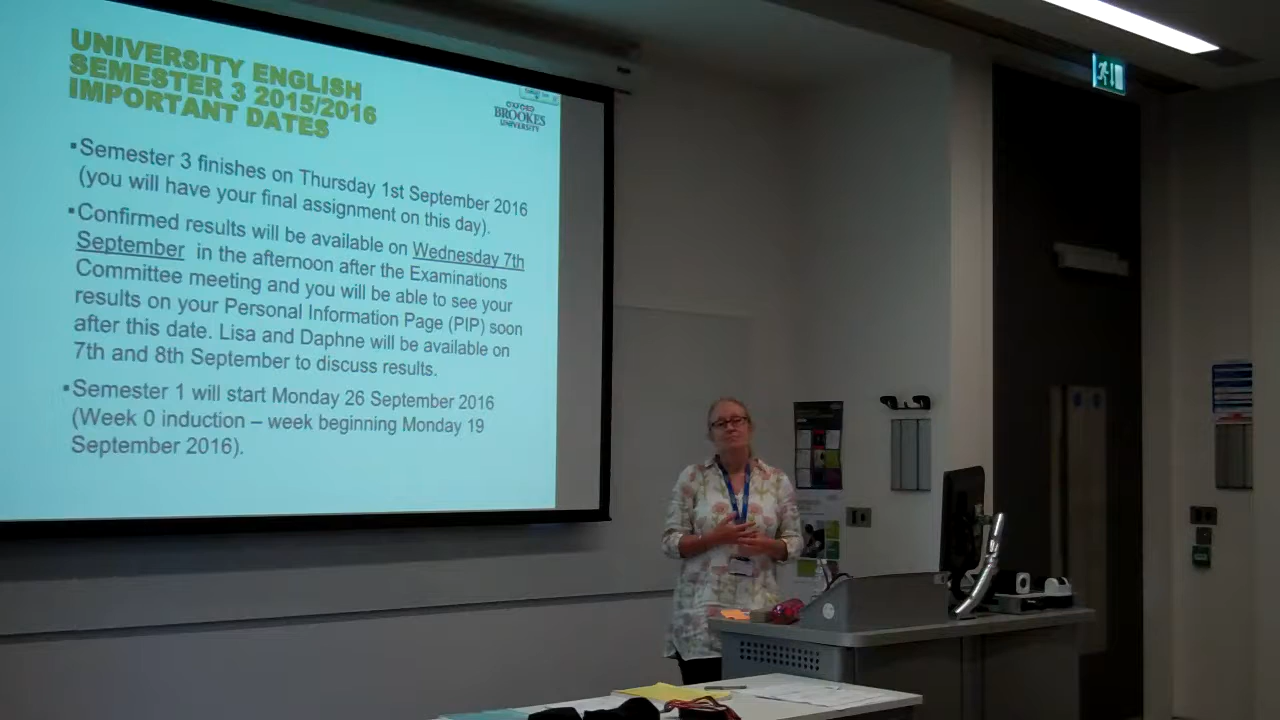 UNIVERSITY ENGLISH
SEMESTER 3 2015/2016
IMPORTANT DATES
OXFORD
BROOKES
UNIVERSITY
▪Semester 3 finishes on Thursday 1st September 2016
(you will have your final assignment on this day).
▪Confirmed results will be available on Wednesday 7th
September in the afternoon after the Examinations
Committee meeting and you will be able to see your
results on your Personal Information Page (PIP) soon
after this date. Lisa and Daphne will be available on
7th and 8th September to discuss results.
▪Semester 1 will start Monday 26 September 2016
(Week 0 induction – week beginning Monday 19
September 2016).